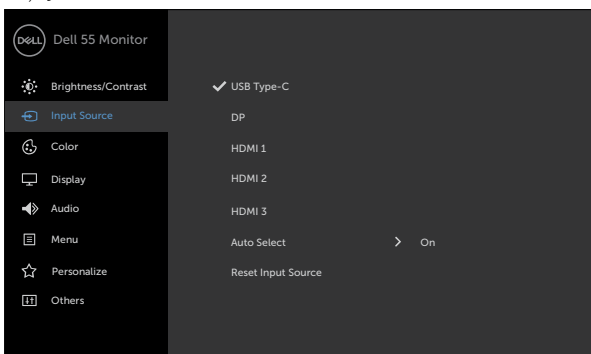 DELL Dell 55 Monitor
Brightness/Contrast
Input Source
Color
Display
Audio
Menu
Personalize
Others
USB Type-C
DP
HDMI 1
HDMI 2
HDMI 3
Auto Select > On
Reset Input Source